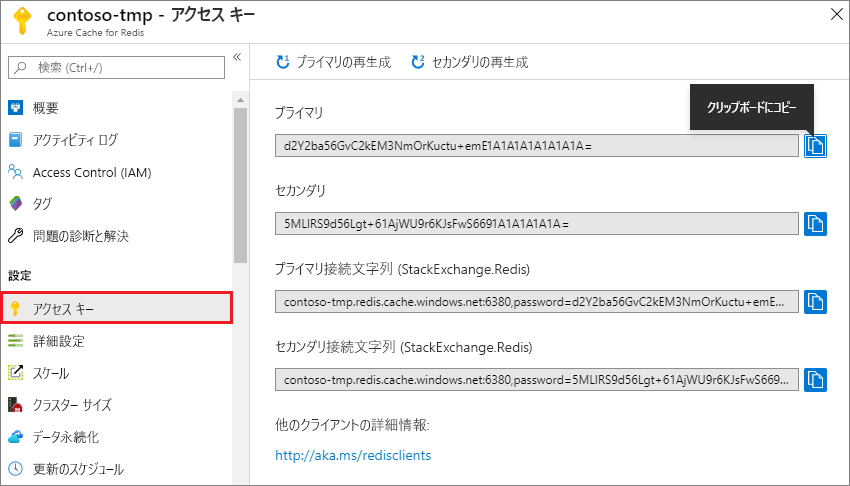 contoso-tmp - アクセス キー
Azure Cache for Redis
検索 (Ctrl+/)
概要
アクティビティ ログ
Access Control (IAM)
タグ
問題の診断と解決
設定
アクセス キー
詳細設定
スケール
クラスター サイズ
データ永続化
更新のスケジュール
プライマリの再生成 セカンダリの再生成
クリップボードにコピー
プライマリ
d2Y2ba56GvC2kEM3NmOrKuctu+emE1A1A1A1A1A1A1A=
セカンダリ
5MLIRS9d56Lgt+61AjWU9r6KJsFwS6691A1A1A1A1A=
プライマリ接続文字列 (StackExchange.Redis)
contoso-tmp.redis.cache.windows.net:6380,password=d2Y2ba56GvC2kEM3NmOrKuctu+emE...
セカンダリ接続文字列 (StackExchange.Redis)
contoso-tmp.redis.cache.windows.net:6380,password=5MLIRS9d56Lgt+61AjWU9r6KJsFwS669...
他のクライアントの詳細情報:
http://aka.ms/redisclients